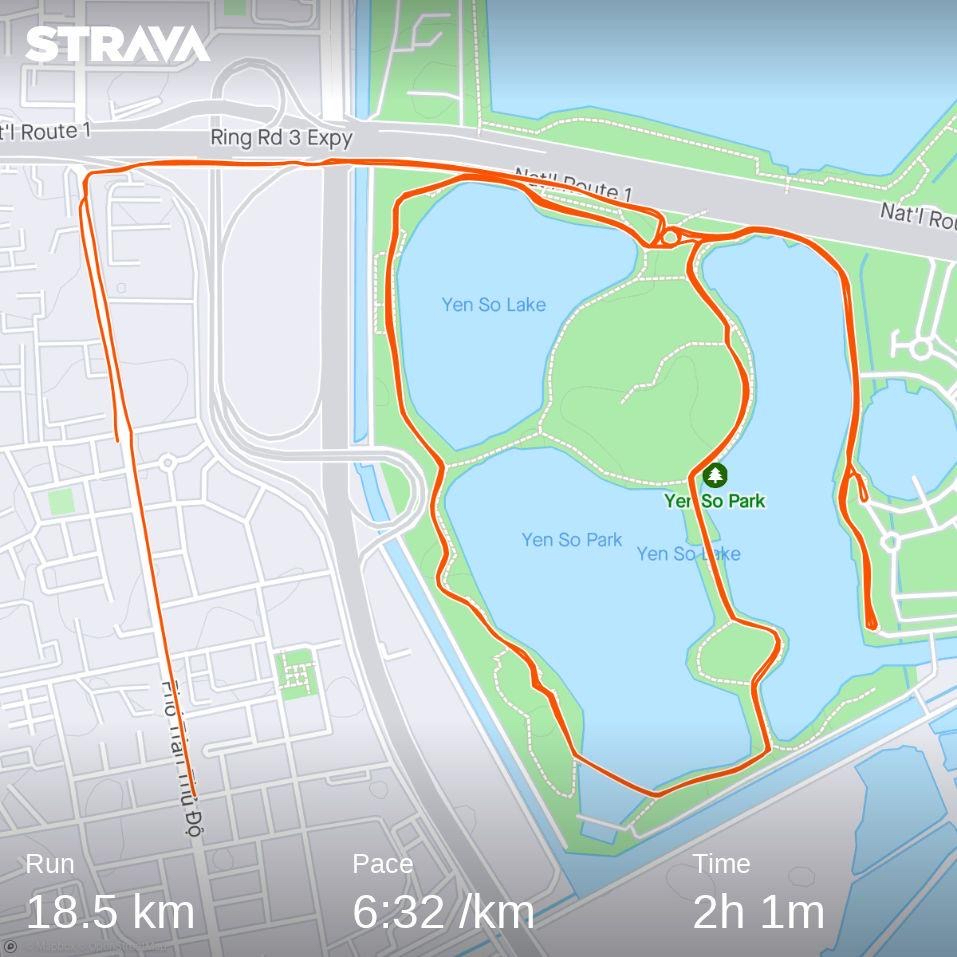 STRAVA
t'l Route 1
Ring Rd 3 Expy
Nat'l Route 1
Nat'l Rou
Yen So Lake
Yen So Park
Yen So Park
Yen So Lake
Phố Trần Thủ Độ
Run
Pace
Time
18.5 km
6:32 /km
2h 1m
© Mapbox © OpenStreetMap